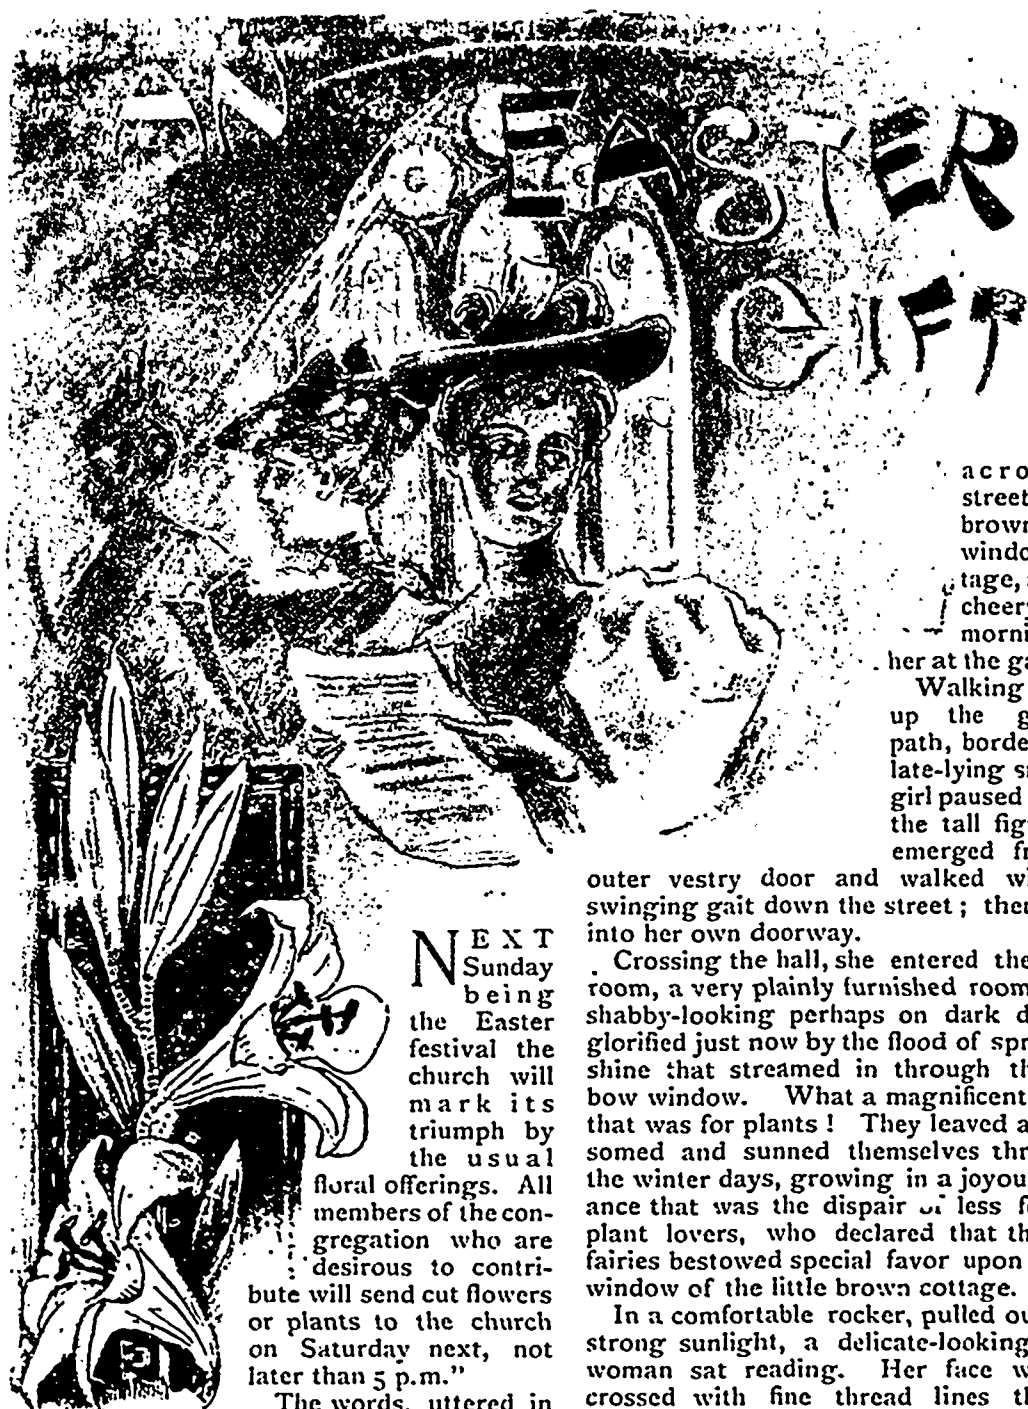 AN EASTER
GIFT
NEXT
Sunday
being
the Easter
festival the
church will
mark its
triumph by
the usual
floral offerings. All
members of the con-
gregation who are
desirous to contri-
bute will send cut flowers
or plants to the church
on Saturday next, not
later than 5 p.m."
The words, uttered in
acro
street
brown
windo
tage,
cheer
morni
her at the ga
Walking
up the g
path, borde
late-lying sn
girl paused
the tall fig
emerged fr
outer vestry door and walked w
swinging gait down the street; then
into her own doorway.
Crossing the hall, she entered the
room, a very plainly furnished room
shabby-looking perhaps on dark d
glorified just now by the flood of spr
shine that streamed in through th
bow window. What a magnificent
that was for plants! They leaved a
somed and sunned themselves thr
the winter days, growing in a joyou
ance that was the dispair of less f
plant lovers, who declared that th
fairies bestowed special favor upon
window of the little brown cottage.
In a comfortable rocker, pulled ou
strong sunlight, a delicate-looking
woman sat reading. Her face w
crossed with fine thread lines th